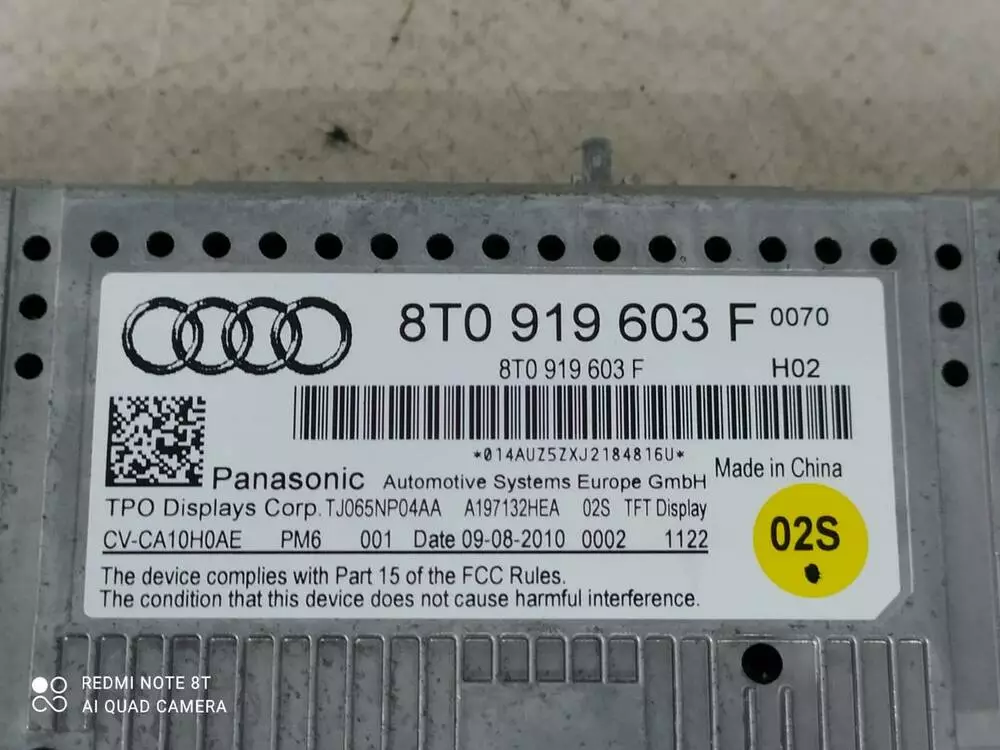 8T0 919 603 F 0070
8T0 919 603 F H02
*014AUZ5ZXJ2184816U*
Panasonic Automotive Systems Europe GmbH Made in China
TPO Displays Corp. TJ065NP04AA A197132HEA 02S TFT Display
CV-CA10H0AE PM6 001 Date 09-08-2010 0002 1122
02S
The device complies with Part 15 of the FCC Rules.
The condition that this device does not cause harmful interference.
REDMI NOTE 8T
AI QUAD CAMERA